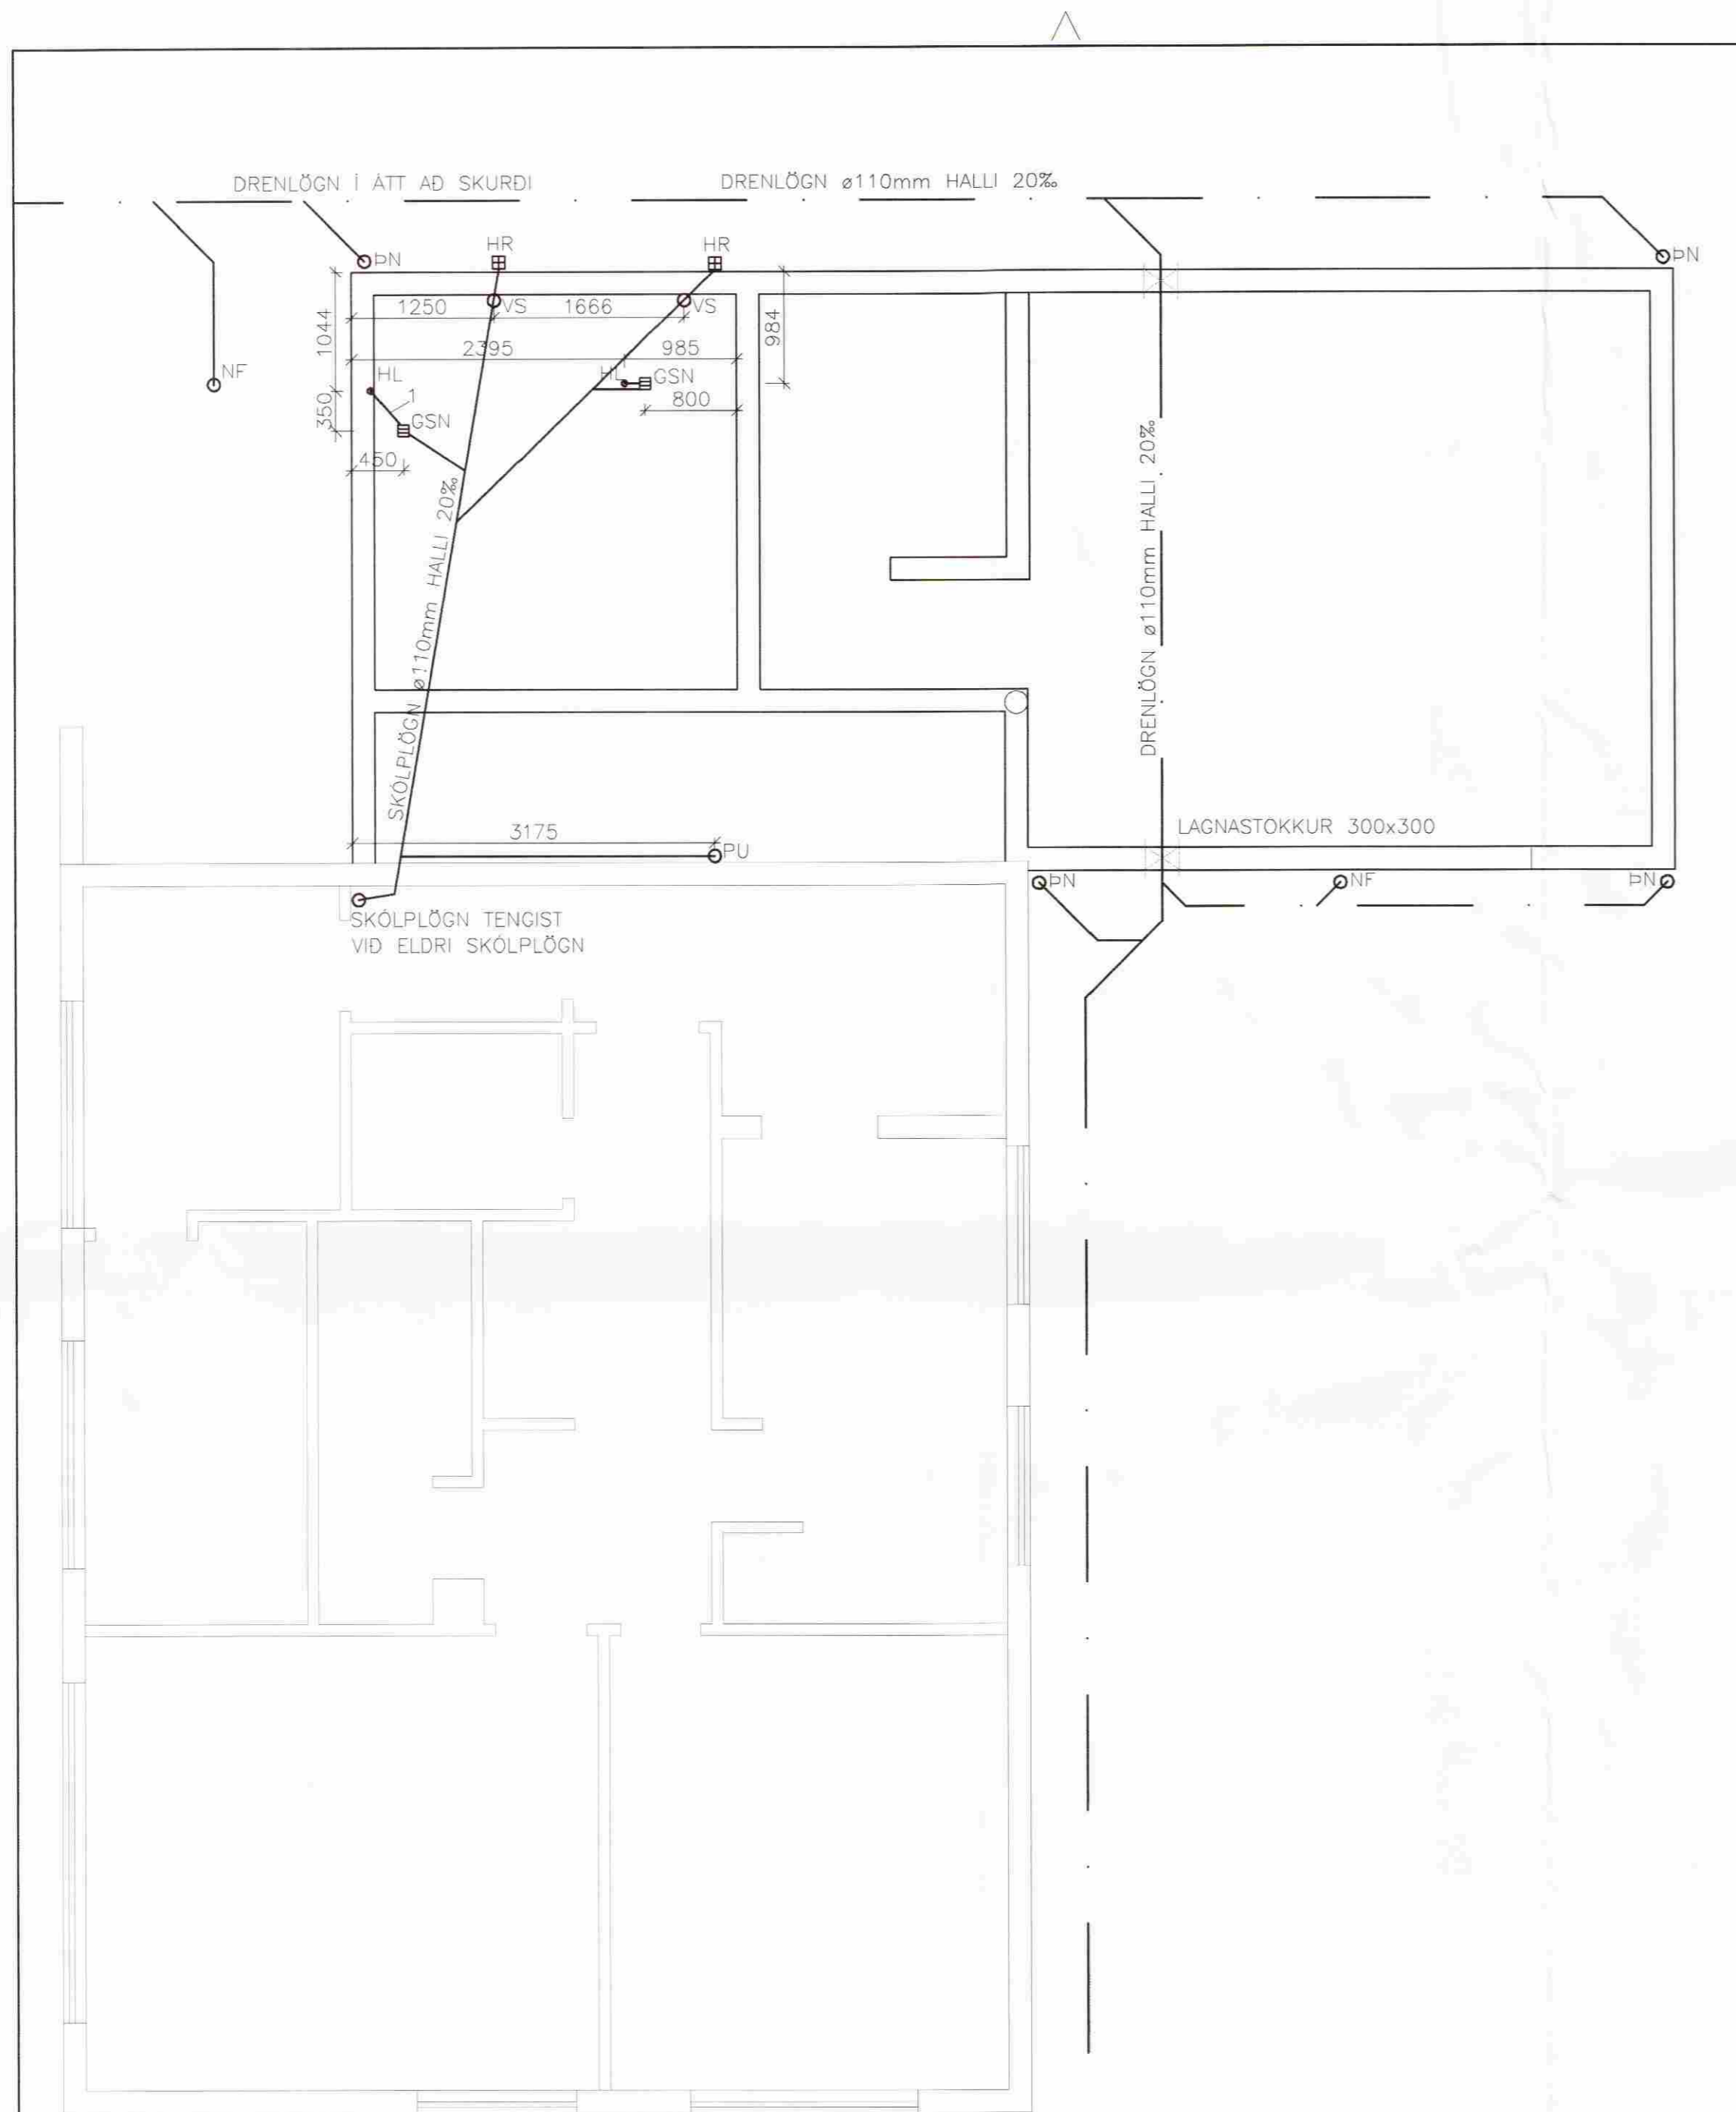 DRENLÖGN Í ÁTT AÐ SKURÐI
DRENLÖGN ø110mm HALLI 20‰
ÞN
HR
HR
ÞN
1250
VS
1666
VS
1044
984
2395
985
NF
HL
HL
GSN
1
800
350
GSN
450
SKÓLPLÖGN ø110mm HALLI 20‰
DRENLÖGN ø110mm HALLI 20‰
3175
LAGNASTOKKUR 300x300
PU
ÞN
NF
ÞN
SKÓLPLÖGN TENGIST
VIÐ ELDRI SKÓLPLÖGN